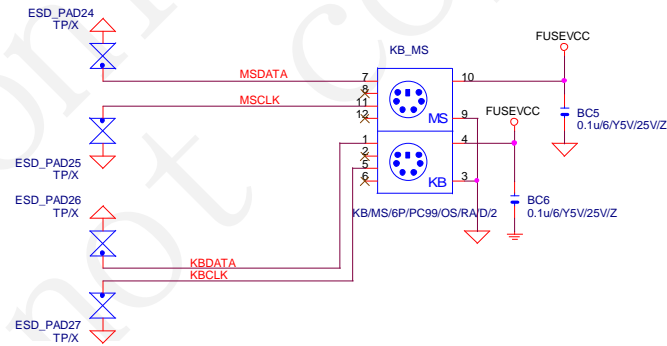 ESD_PAD24
TP/X
KB_MS
FUSEVCC
MSDATA
7
10
8
MSCLK
11
12
MS
9
FUSEVCC
BC5
0.1u/6/Y5V/25V/Z
1
4
2
5
6
KB
3
ESD_PAD25
TP/X
ESD_PAD26
TP/X
BC6
0.1u/6/Y5V/25V/Z
KB/MS/6P/PC99/OS/RA/D/2
KBDATA
KBCLK
ESD_PAD27
TP/X